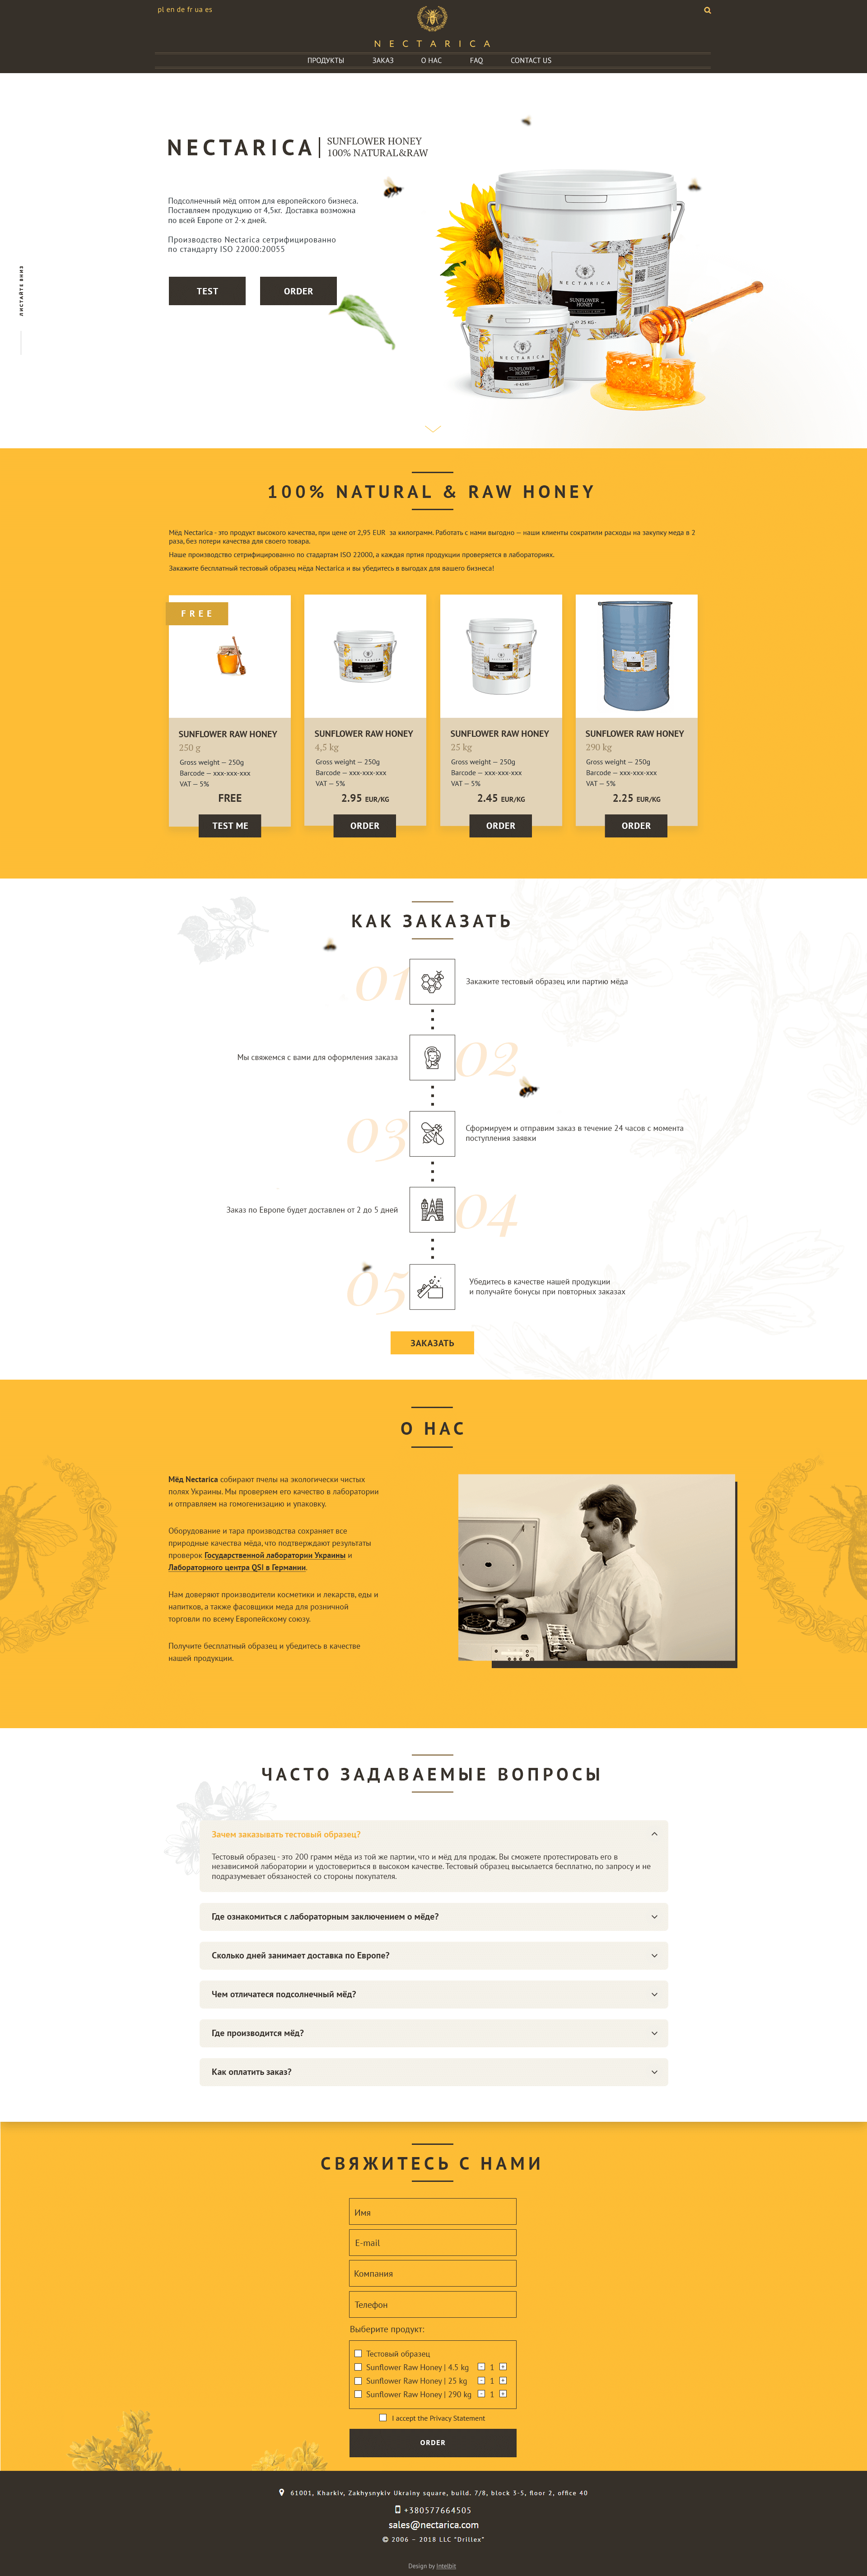 pl en de fr ua es
NECTARICA
ПРОДУКТЫ ЗАКАЗ О НАС FAQ CONTACT US
NECTARICA
SUNFLOWER HONEY
100% NATURAL&RAW
Подсолнечный мёд оптом для европейского бизнеса.
Поставляем продукцию от 4,5кг. Доставка возможна
по всей Европе от 2-х дней.
Производство Nectarica сетрифицированно
по стандарту ISO 22000:20055
ЛИСТАЙТЕ ВНИЗ
TEST ORDER
NECTARICA
SUNFLOWER
HONEY
25 KG
NECTARICA
SUNFLOWER
HONEY
100% NATURAL & RAW HONEY
Мёд Nectarica - это продукт высокого качества, при цене от 2,95 EUR за килограмм. Работать с нами выгодно — наши клиенты сократили расходы на закупку меда в 2
раза, без потери качества для своего товара.
Наше производство сетрифицированно по стадартам ISO 22000, а каждая пртия продукции проверяется в лабораториях.
Закажите бесплатный тестовый образец мёда Nectarica и вы убедитесь в выгодах для вашего бизнеса!
FREE
SUNFLOWER RAW HONEY
250 g
Gross weight — 250g
Barcode — xxx-xxx-xxx
VAT — 5%
FREE
TEST ME
SUNFLOWER RAW HONEY
4,5 kg
Gross weight — 250g
Barcode — xxx-xxx-xxx
VAT — 5%
2.95 EUR/KG
ORDER
SUNFLOWER RAW HONEY
25 kg
Gross weight — 250g
Barcode — xxx-xxx-xxx
VAT — 5%
2.45 EUR/KG
ORDER
SUNFLOWER RAW HONEY
290 kg
Gross weight — 250g
Barcode — xxx-xxx-xxx
VAT — 5%
2.25 EUR/KG
ORDER
КАК ЗАКАЗАТЬ
01
Закажите тестовый образец или партию мёда
Мы свяжемся с вами для оформления заказа
02
03
Сформируем и отправим заказ в течение 24 часов с момента
поступления заявки
Заказ по Европе будет доставлен от 2 до 5 дней
04
05
Убедитесь в качестве нашей продукции
и получайте бонусы при повторных заказах
ЗАКАЗАТЬ
О НАС
Мёд Nectarica собирают пчелы на экологически чистых
полях Украины. Мы проверяем его качество в лаборатории
и отправляем на гомогенизацию и упаковку.
Оборудование и тара производства сохраняет все
природные качества мёда, что подтверждают результаты
проверок Государственной лаборатории Украины и
Лабораторного центра QSI в Германии.
Нам доверяют производители косметики и лекарств, еды и
напитков, а также фасовщики меда для розничной
торговли по всему Европейскому союзу.
Получите бесплатный образец и убедитесь в качестве
нашей продукции.
ЧАСТО ЗАДАВАЕМЫЕ ВОПРОСЫ
Зачем заказывать тестовый образец?
Тестовый образец - это 200 грамм мёда из той же партии, что и мёд для продаж. Вы сможете протестировать его в
независимой лаборатории и удостовериться в высоком качестве. Тестовый образец высылается бесплатно, по запросу и не
подразумевает обязаностей со стороны покупателя.
Где ознакомиться с лабораторным заключением о мёде?
Сколько дней занимает доставка по Европе?
Чем отличатеся подсолнечный мёд?
Где производится мёд?
Как оплатить заказ?
СВЯЖИТЕСЬ С НАМИ
Имя
E-mail
Компания
Телефон
Выберите продукт:
Тестовый образец
Sunflower Raw Honey | 4.5 kg - 1 +
Sunflower Raw Honey | 25 kg - 1 +
Sunflower Raw Honey | 290 kg - 1 +
I accept the Privacy Statement
ORDER
61001, Kharkiv, Zakhysnykiv Ukrainy square, build. 7/8, block 3-5, floor 2, office 40
+380577664505
sales@nectarica.com
© 2006 – 2018 LLC "Drillex"
Design by Intelbit